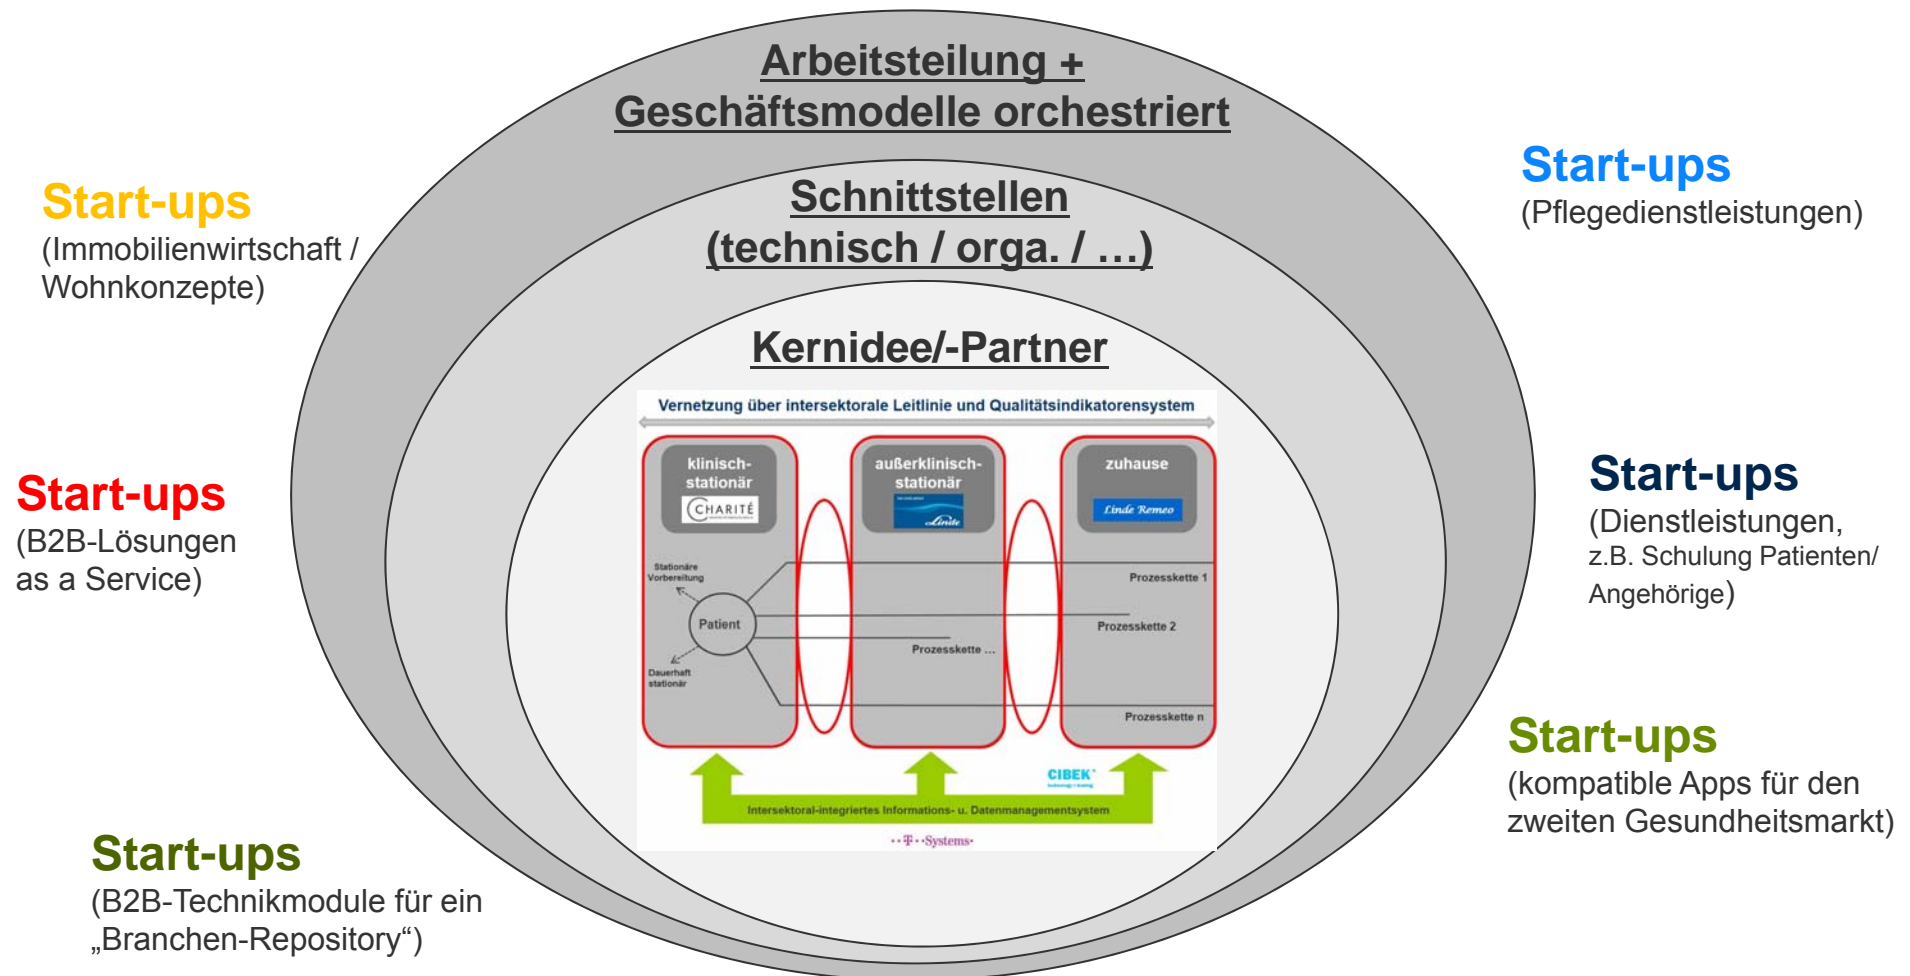 Arbeitsteilung +
Geschäftsmodelle orchestriert
Schnittstellen
(technisch / orga. / …)
Kernidee/-Partner
Start-ups
(Immobilienwirtschaft /
Wohnkonzepte)
Start-ups
(B2B-Lösungen
as a Service)
Start-ups
(B2B-Technikmodule für ein
„Branchen-Repository“)
Vernetzung über intersektorale Leitlinie und Qualitätsindikatorensystem
klinisch-
stationär
CHARITÉ
außerklinisch-
stationär
Linde
zuhause
Linde Remeo
Stationäre
Vorbereitung
Patient
Dauerhaft
stationär
Prozesskette 1
Prozesskette 2
Prozesskette …
Prozesskette n
CIBEK
Intersektoral-integriertes Informations- u. Datenmanagementsystem
··T··Systems·
Start-ups
(Pflegedienstleistungen)
Start-ups
(Dienstleistungen,
z.B. Schulung Patienten/
Angehörige)
Start-ups
(kompatible Apps für den
zweiten Gesundheitsmarkt)